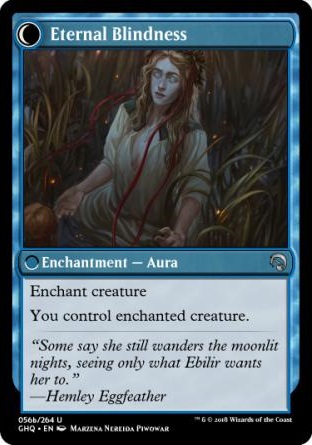 Eternal Blindness
Enchantment — Aura
Enchant creature
You control enchanted creature.
“Some say she still wanders the moonlit
nights, seeing only what Ebilir wants
her to.”
—Hemley Eggfeather
056b/264 U
GHQ • EN Marzena Nereida Piwowar
™ & © 2018 Wizards of the Coast